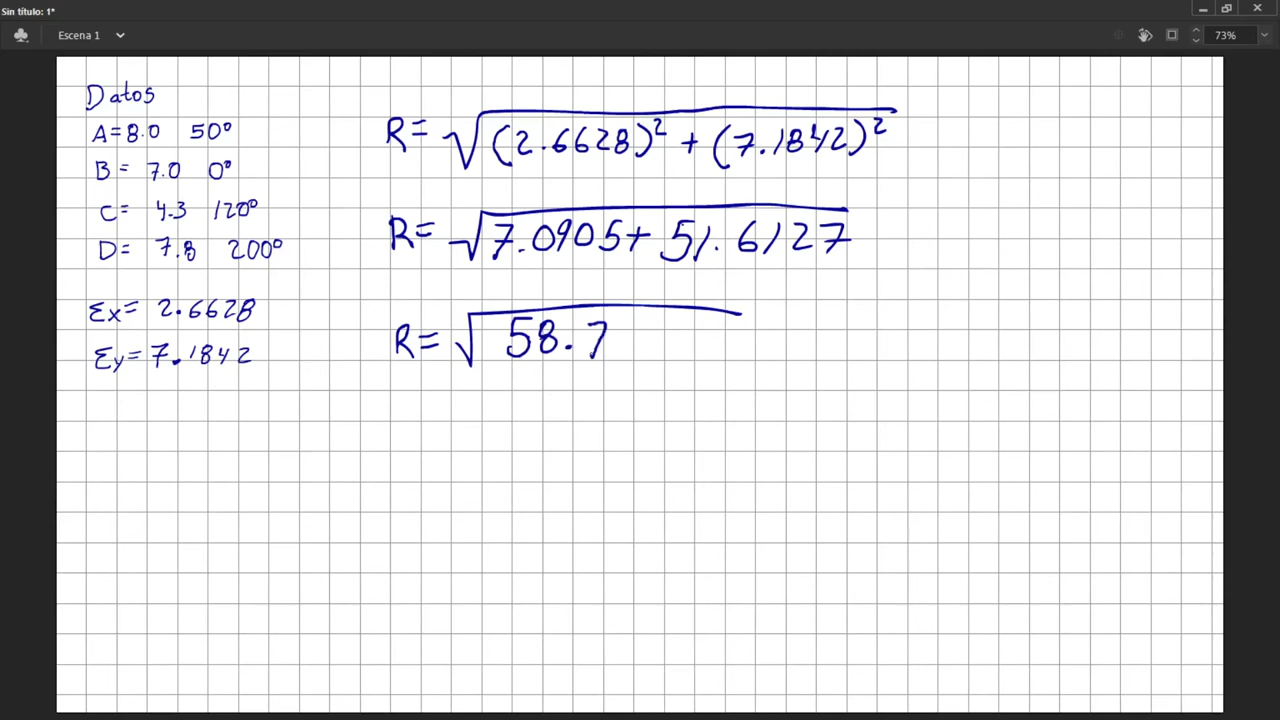 Sin título: 1*
Escena 1
73%
Datos
A=8.0 50°
B= 7.0 0°
C= 4.3 120°
D= 7.8 200°
Σx= 2.6628
Σy= 7.1842
R= √(2.6628)² + (7.1842)²
R= √7.0905+ 51.6127
R= √58.7